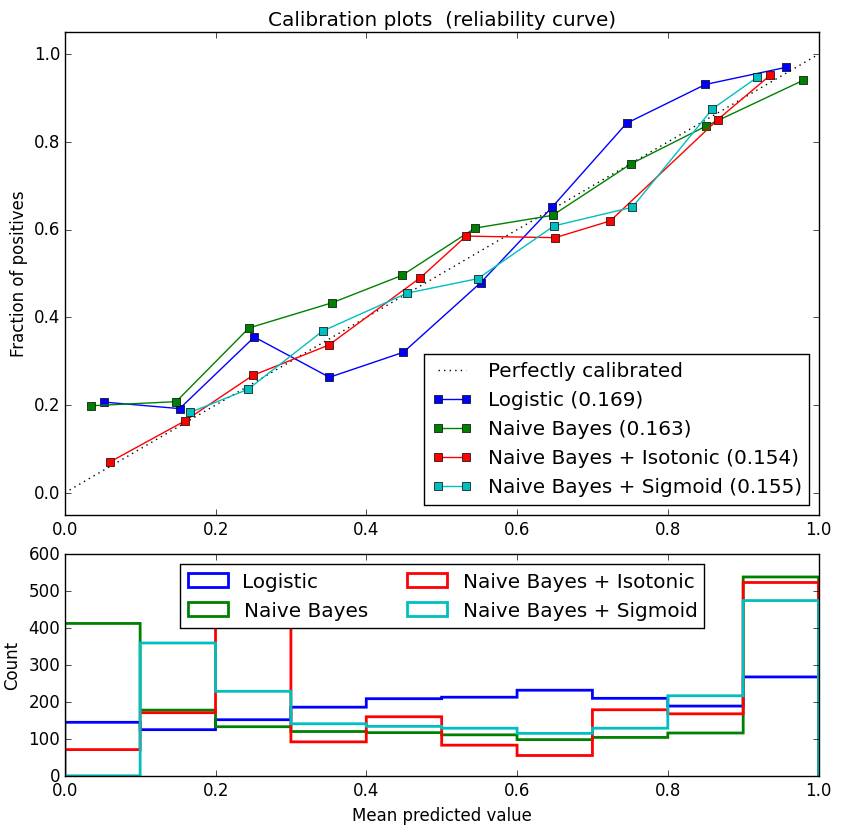 Calibration plots  (reliability curve)
Fraction of positives
1.0
0.8
0.6
0.4
0.2
0.0
Perfectly calibrated
Logistic (0.169)
Naive Bayes (0.163)
Naive Bayes + Isotonic (0.154)
Naive Bayes + Sigmoid (0.155)
0.0 0.2 0.4 0.6 0.8 1.0
Count
600
500
400
300
200
100
0
Logistic Naive Bayes + Isotonic
Naive Bayes Naive Bayes + Sigmoid
0.0 0.2 0.4 0.6 0.8 1.0
Mean predicted value